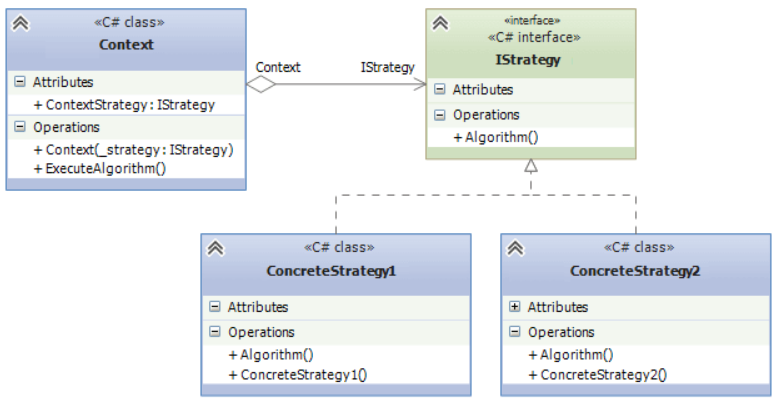 «C# class»
Context
Attributes
+ ContextStrategy : IStrategy
Operations
+ Context(_strategy : IStrategy)
+ ExecuteAlgorithm()
Context
IStrategy
«interface»
«C# interface»
IStrategy
Attributes
Operations
+ Algorithm()
«C# class»
ConcreteStrategy1
Attributes
Operations
+ Algorithm()
+ ConcreteStrategy1()
«C# class»
ConcreteStrategy2
Attributes
Operations
+ Algorithm()
+ ConcreteStrategy2()